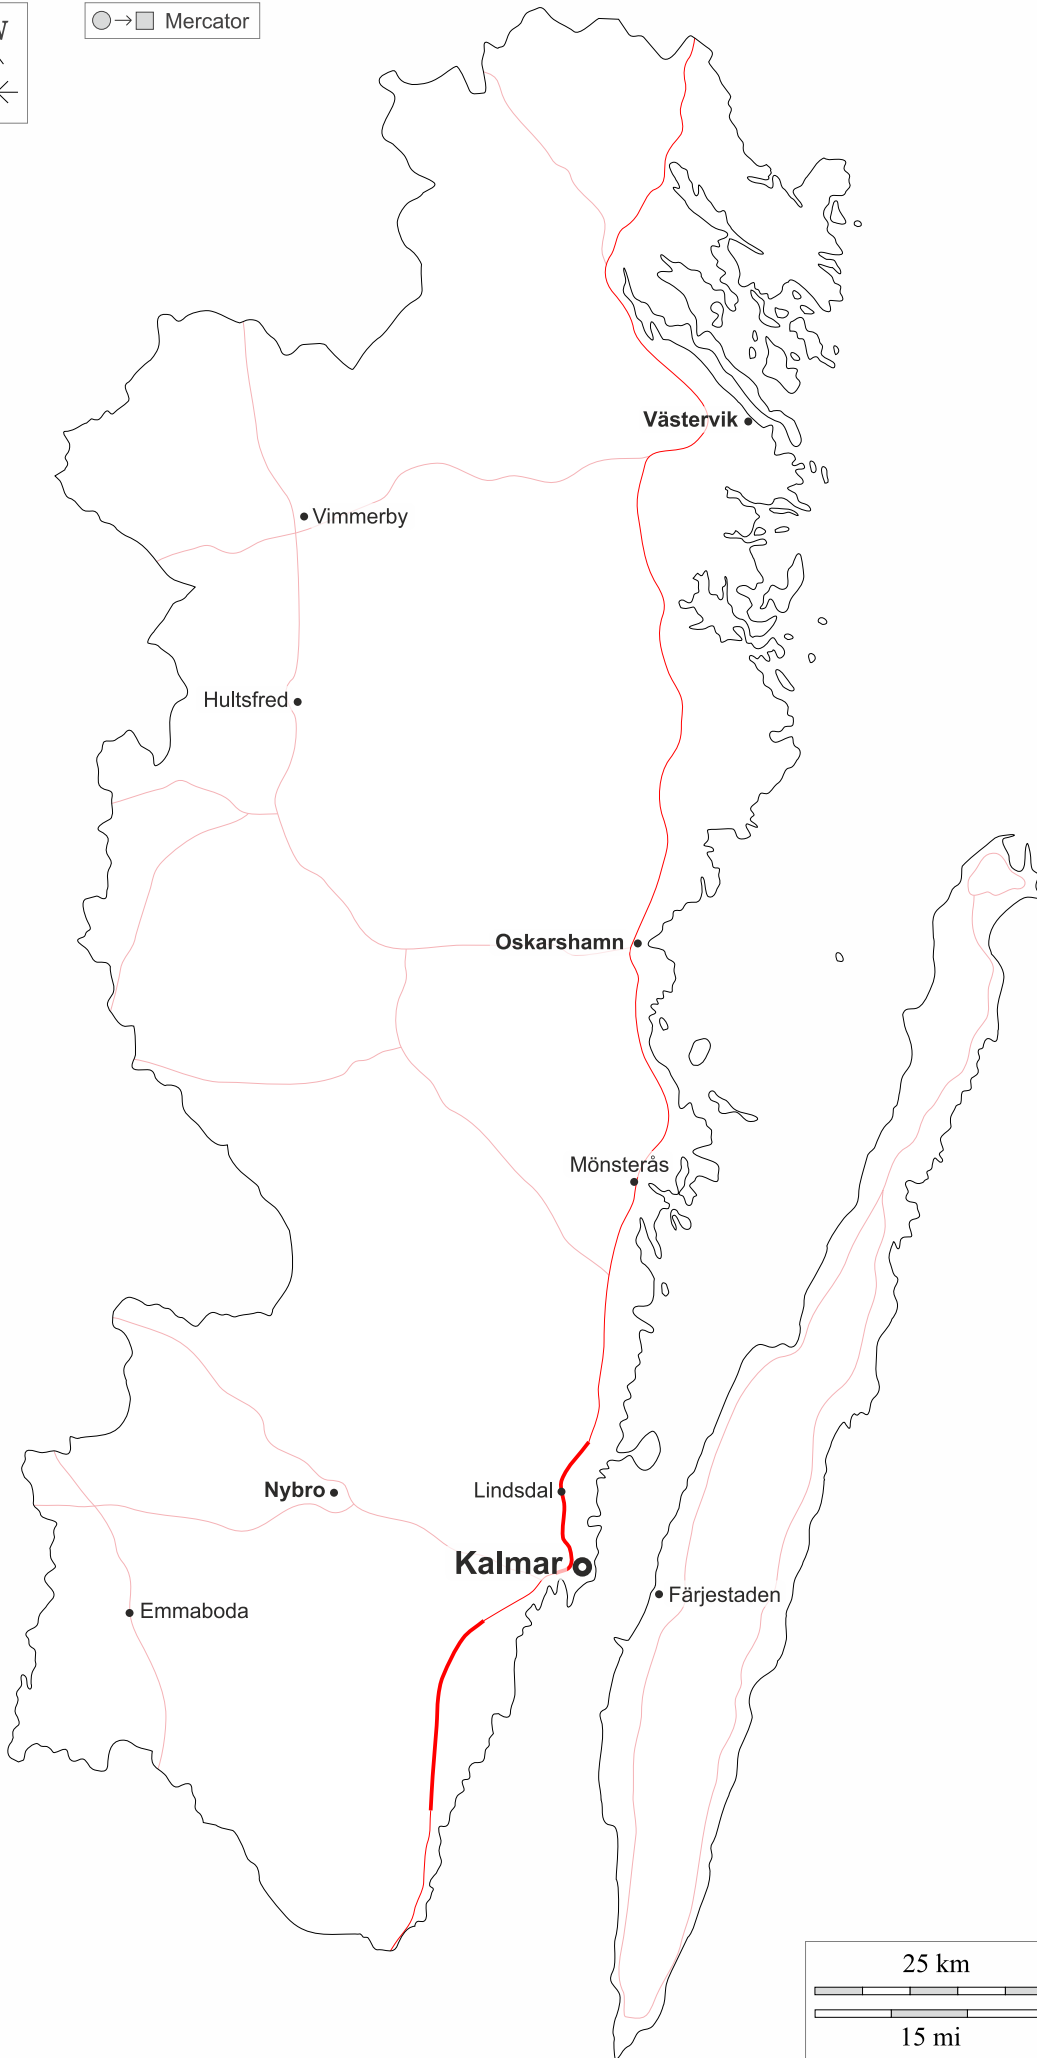 Mercator
Västervik
Vimmerby
Hultsfred
Oskarshamn
Mönsterås
Nybro
Lindsdal
Kalmar
Färjestaden
Emmaboda
25 km
15 mi